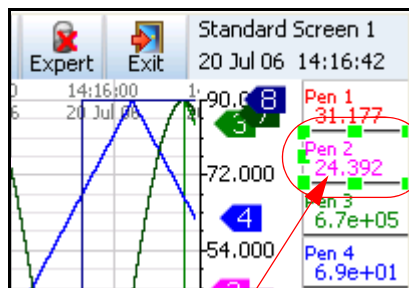 Expert Exit
Standard Screen 1
20 Jul 06 14:16:42
14:16:00
20 Jul 06
90.0
8
3
72.000
4
54.000
Pen 1
31.177
Pen 2
24.392
Pen 3
6.7e+05
Pen 4
6.9e+01